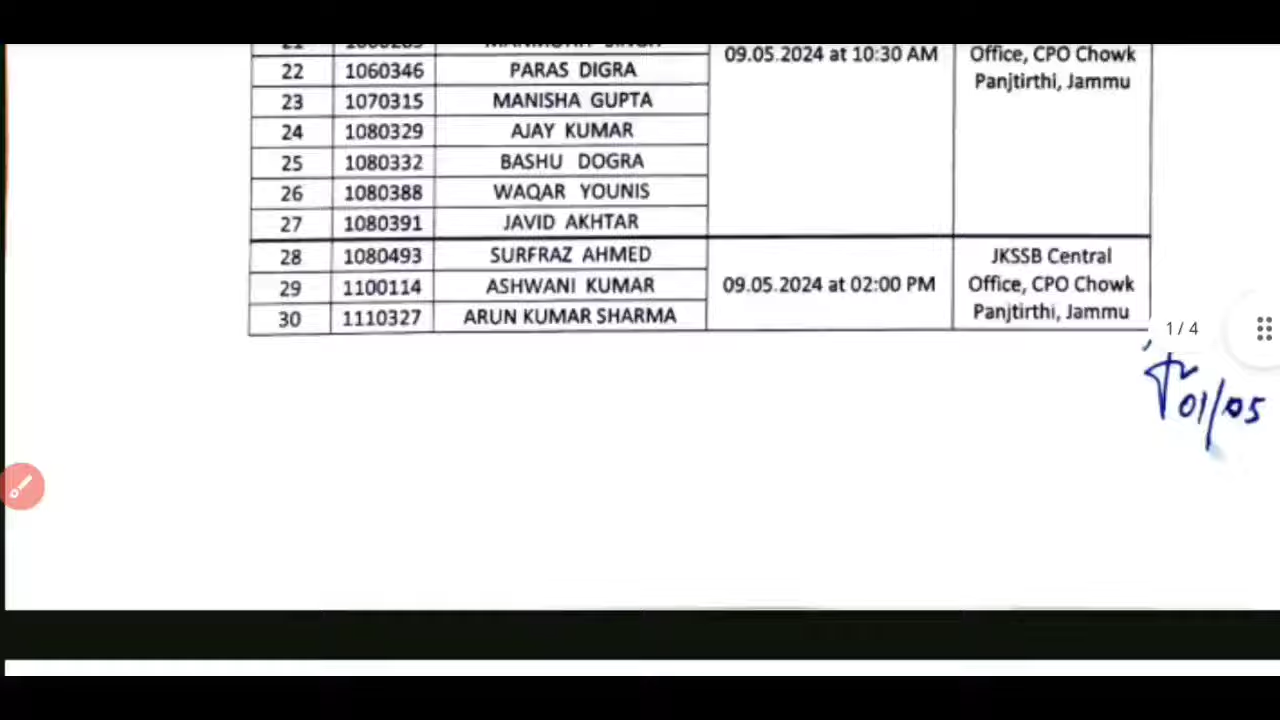 21
09.05.2024 at 10:30 AM
Office, CPO Chowk
Panjtirthi, Jammu
22 1060346 PARAS DIGRA
23 1070315 MANISHA GUPTA
24 1080329 AJAY KUMAR
25 1080332 BASHU DOGRA
26 1080388 WAQAR YOUNIS
27 1080391 JAVID AKHTAR
28 1080493 SURFRAZ AHMED
29 1100114 ASHWANI KUMAR
30 1110327 ARUN KUMAR SHARMA
09.05.2024 at 02:00 PM
JKSSB Central
Office, CPO Chowk
Panjtirthi, Jammu
1 / 4
01/05